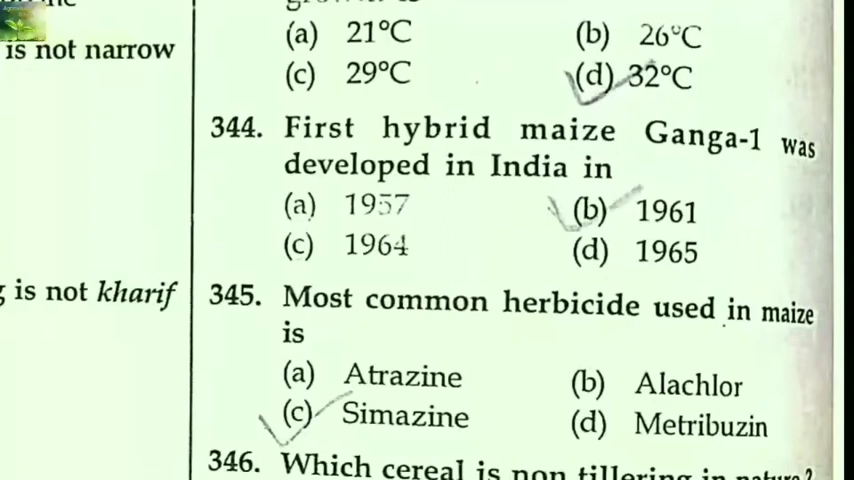 is not narrow
(a) 21°C (b) 26°C
(c) 29°C (d) 32°C
344. First hybrid maize Ganga-1 was
developed in India in
(a) 1957 (b) 1961
(c) 1964 (d) 1965
is not kharif
345. Most common herbicide used in maize
is
(a) Atrazine (b) Alachlor
(c) Simazine (d) Metribuzin
346. Which cereal is non tillering in nature?